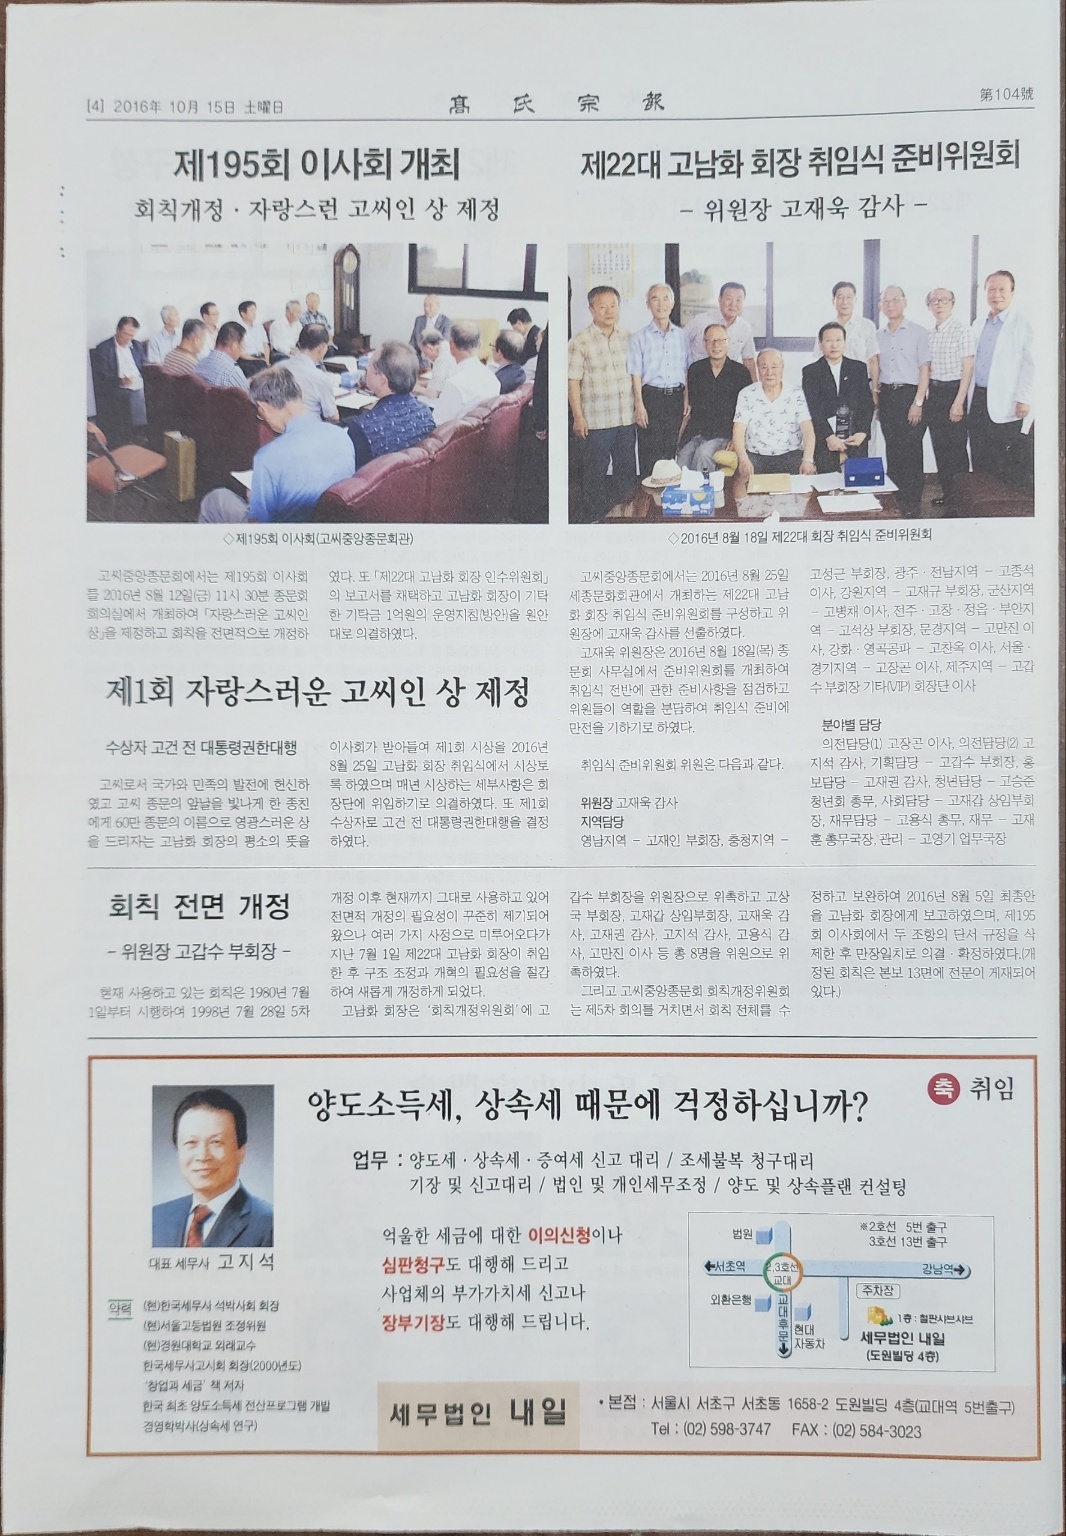 [4] 2016年 10月 15日 土曜日
髙氏宗報
第104號
제195회 이사회 개최
회칙개정 · 자랑스런 고씨인 상 제정
◇제195회 이사회(고씨중앙종문회관)
고씨중앙종문회에서는 제195회 이사회
를 2016년 8월 12일(금) 11시 30분 종문회
회의실에서 개최하여 「자랑스러운 고씨인
상」을 제정하고 회칙을 전면적으로 개정하
였다. 또 「제22대 고남화 회장 인수위원회」
의 보고서를 채택하고 고남화 회장이 기탁
한 기탁금 1억원의 운영지침(방안)을 원안
대로 의결하였다.
제22대 고남화 회장 취임식 준비위원회
- 위원장 고재욱 감사 -
◇2016년 8월 18일 제22대 회장 취임식 준비위원회
고씨중앙종문회에서는 2016년 8월 25일
세종문화회관에서 개최하는 제22대 고남
화 회장 취임식 준비위원회를 구성하고 위
원장에 고재욱 감사를 선출하였다.
고재욱 위원장은 2016년 8월 18일(목) 종
문회 사무실에서 준비위원회를 개최하여
취임식 전반에 관한 준비사항을 점검하고
위원들이 역할을 분담하여 취임식 준비에
만전을 기하기로 하였다.
취임식 준비위원회 위원은 다음과 같다.
위원장 고재욱 감사
지역담당
영남지역 - 고재인 부회장, 충청지역 -
고성근 부회장, 광주 · 전남지역 - 고종석
이사, 강원지역 - 고재규 부회장, 군산지역
- 고병채 이사, 전주 · 고창 · 정읍 · 부안지
역 - 고석상 부회장, 문경지역 - 고만진 이
사, 강화 · 영곡공파 - 고찬옥 이사, 서울 ·
경기지역 - 고장곤 이사, 제주지역 - 고갑
수 부회장 기타(VIP) 회장단 이사
분야별 담당
의전담당(1) 고장곤 이사, 의전담당(2) 고
지석 감사, 기획담당 - 고갑수 부회장, 홍
보담당 - 고재권 감사, 청년담당 - 고승준
청년회 총무, 사회담당 - 고재갑 상임부회
장, 재무담당 - 고용식 총무, 재무 - 고재
훈 총무국장, 관리 - 고영기 업무국장
제1회 자랑스러운 고씨인 상 제정
수상자 고건 전 대통령권한대행
고씨로서 국가와 민족의 발전에 헌신하
였고 고씨 종문의 앞날을 빛나게 한 종친
에게 60만 종문의 이름으로 영광스러운 상
을 드리자는 고남화 회장의 평소의 뜻을
이사회가 받아들여 제1회 시상을 2016년
8월 25일 고남화 회장 취임식에서 시상토
록 하였으며 매년 시상하는 세부사항은 회
장단에 위임하기로 의결하였다. 또 제1회
수상자로 고건 전 대통령권한대행을 결정
하였다.
회칙 전면 개정
- 위원장 고갑수 부회장 -
현재 사용하고 있는 회칙은 1980년 7월
1일부터 시행하여 1998년 7월 28일 5차
개정 이후 현재까지 그대로 사용하고 있어
전면적 개정의 필요성이 꾸준히 제기되어
왔으나 여러 가지 사정으로 미루어오다가
지난 7월 1일 제22대 고남화 회장이 취임
한 후 구조 조정과 개혁의 필요성을 절감
하여 새롭게 개정하게 되었다.
고남화 회장은 ‘회칙개정위원회’에 고
갑수 부회장을 위원장으로 위촉하고 고상
국 부회장, 고재갑 상임부회장, 고재욱 감
사, 고재권 감사, 고지석 감사, 고용식 감
사, 고만진 이사 등 총 8명을 위원으로 위
촉하였다.
그리고 고씨중앙종문회 회칙개정위원회
는 제5차 회의를 거치면서 회칙 전체를 수
정하고 보완하여 2016년 8월 5일 최종안
을 고남화 회장에게 보고하였으며, 제195
회 이사회에서 두 조항의 단서 규정을 삭
제한 후 만장일치로 의결 · 확정하였다.(개
정된 회칙은 본보 13면에 전문이 게재되어
있다.)
축 취임
양도소득세, 상속세 때문에 걱정하십니까?
업무 : 양도세 · 상속세 · 증여세 신고 대리 / 조세불복 청구대리
기장 및 신고대리 / 법인 및 개인세무조정 / 양도 및 상속플랜 컨설팅
대표 세무사 고지석
약력
(現)한국세무사 석박사회 회장
(現)서울고등법원 조정위원
(現)경원대학교 외래교수
한국세무사고시회 회장(2000년도)
‘창업과 세금’ 책 저자
한국 최초 양도소득세 전산프로그램 개발
경영학박사(상속세 연구)
억울한 세금에 대한 이의신청이나
심판청구도 대행해 드리고
사업체의 부가가치세 신고나
장부기장도 대행해 드립니다.
※2호선 5번 출구
3호선 13번 출구
법원
서초역
2,3호선
교대
강남역
외환은행
교대후문
현대
자동차
주차장
1층 : 철판샤브샤브
세무법인 내일
(도원빌딩 4층)
세무법인 내일
• 본점 : 서울시 서초구 서초동 1658-2 도원빌딩 4층(교대역 5번출구)
Tel : (02) 598-3747 FAX : (02) 584-3023